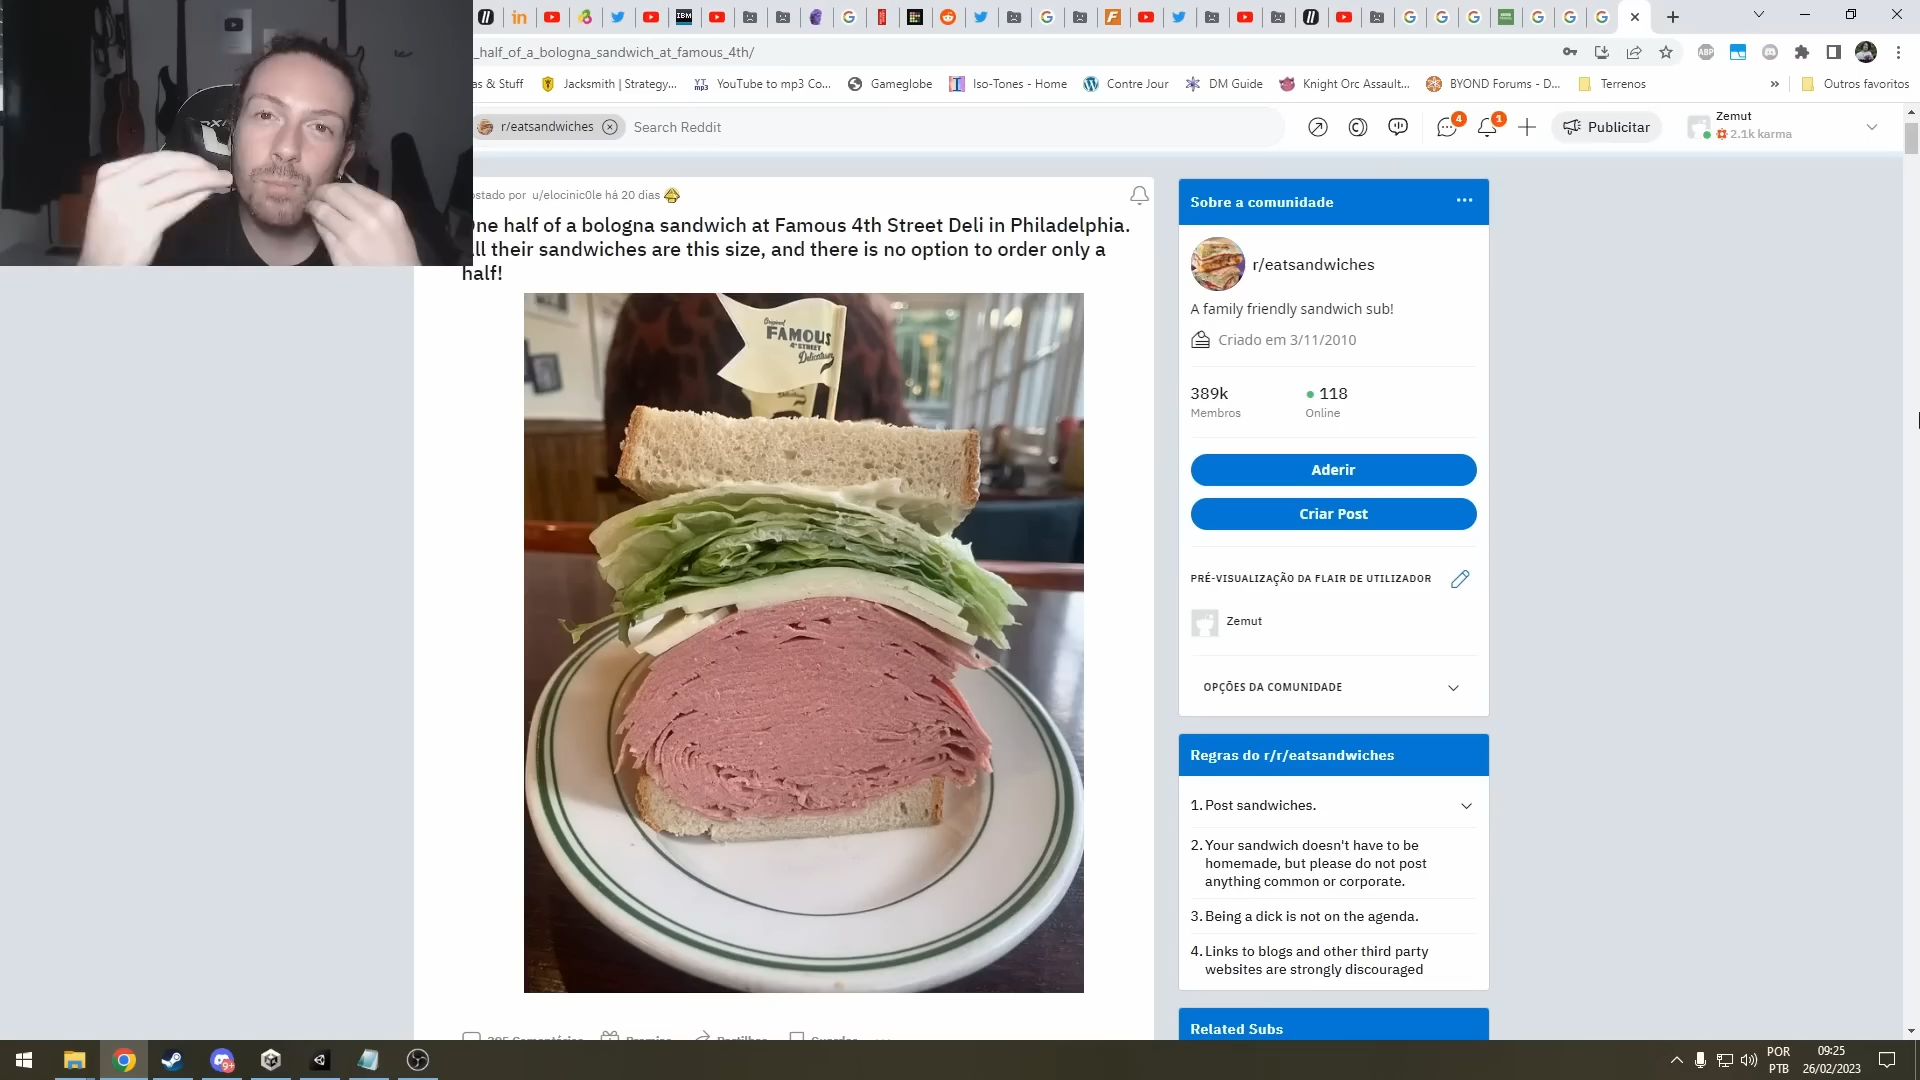 _half_of_a_bologna_sandwich_at_famous_4th/
as & Stuff
Jacksmith | Strategy...
YouTube to mp3 Co...
Gameglobe
Iso-Tones - Home
Contre Jour
DM Guide
Knight Orc Assault...
BYOND Forums - D...
Terrenos
»
Outros favoritos
r/eatsandwiches
Search Reddit
4
1
Publicitar
Zemut
2.1k karma
ostado por u/elocinic0le há 20 dias
ne half of a bologna sandwich at Famous 4th Street Deli in Philadelphia.
ll their sandwiches are this size, and there is no option to order only a
half!
Original
FAMOUS
4th STREET
Delicatessen
Sobre a comunidade
r/eatsandwiches
A family friendly sandwich sub!
Criado em 3/11/2010
389k
Membros
118
Online
Aderir
Criar Post
PRÉ-VISUALIZAÇÃO DA FLAIR DE UTILIZADOR
Zemut
OPÇÕES DA COMUNIDADE
Regras do r/r/eatsandwiches
1. Post sandwiches.
2. Your sandwich doesn't have to be
homemade, but please do not post
anything common or corporate.
3. Being a dick is not on the agenda.
4. Links to blogs and other third party
websites are strongly discouraged
Related Subs
POR
PTB
09:25
26/02/2023